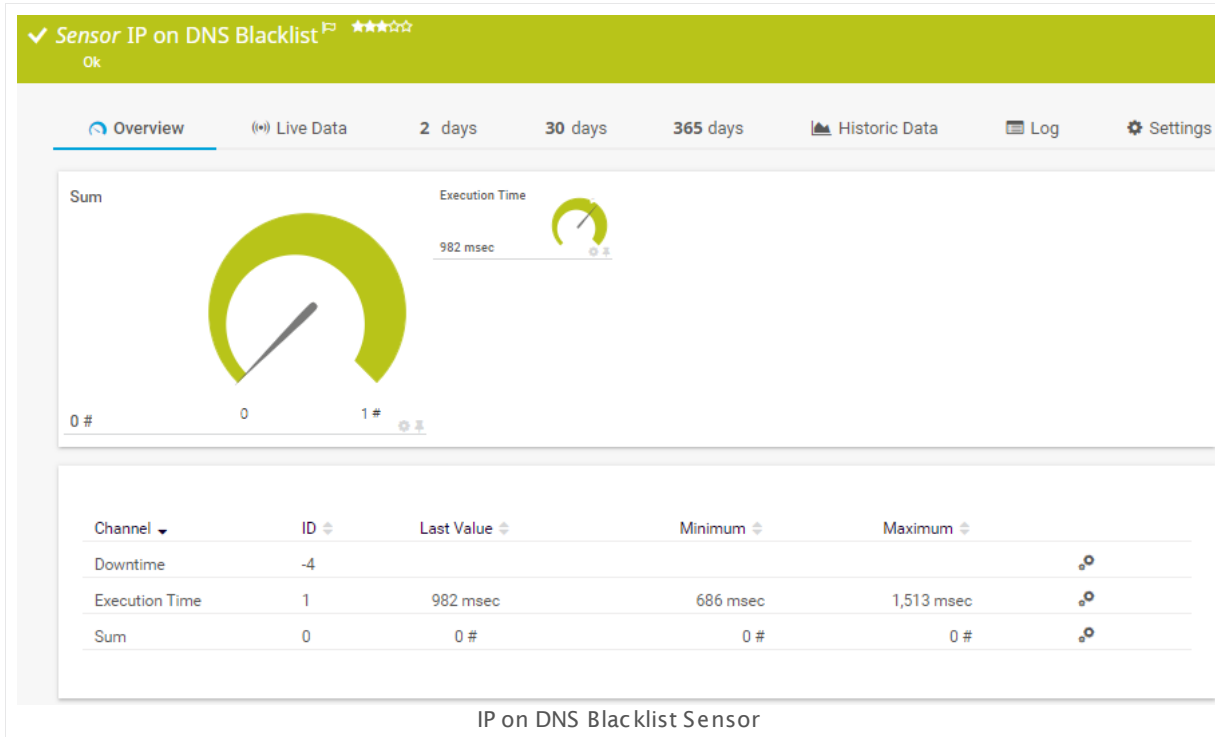 Sensor IP on DNS Blacklist
Ok
Overview Live Data 2 days 30 days 365 days Historic Data Log Settings
Sum
Execution Time
982 msec
0 #
0 1 #
Channel ID Last Value Minimum Maximum
Downtime -4
Execution Time 1 982 msec 686 msec 1,513 msec
Sum 0 0 # 0 # 0 #
IP on DNS Blacklist Sensor